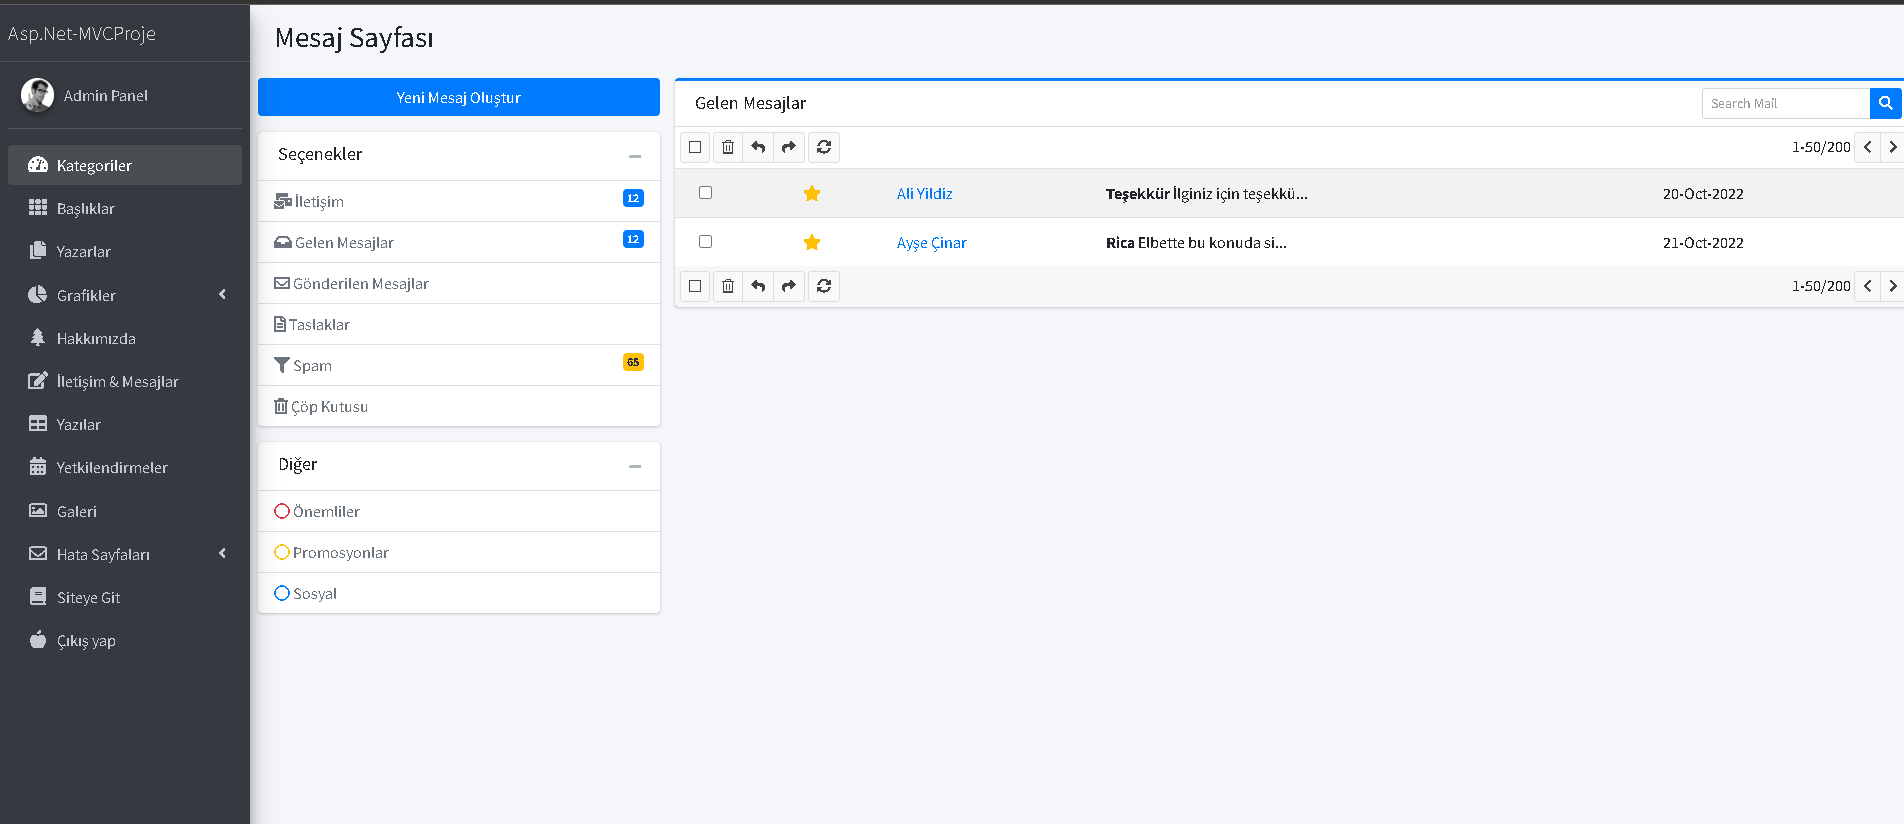 Asp.Net-MVCProje
Admin Panel
Kategoriler
Başlıklar
Yazarlar
Grafikler
Hakkımızda
İletişim & Mesajlar
Yazılar
Yetkilendirmeler
Galeri
Hata Sayfaları
Siteye Git
Çıkış yap
Mesaj Sayfası
Yeni Mesaj Oluştur
Seçenekler
İletişim 12
Gelen Mesajlar 12
Gönderilen Mesajlar
Taslaklar
Spam 65
Çöp Kutusu
Diğer
Önemliler
Promosyonlar
Sosyal
Gelen Mesajlar Search Mail
1-50/200
Ali Yildiz Teşekkür İlginiz için teşekkü... 20-Oct-2022
Ayşe Çinar Rica Elbette bu konuda si... 21-Oct-2022
1-50/200